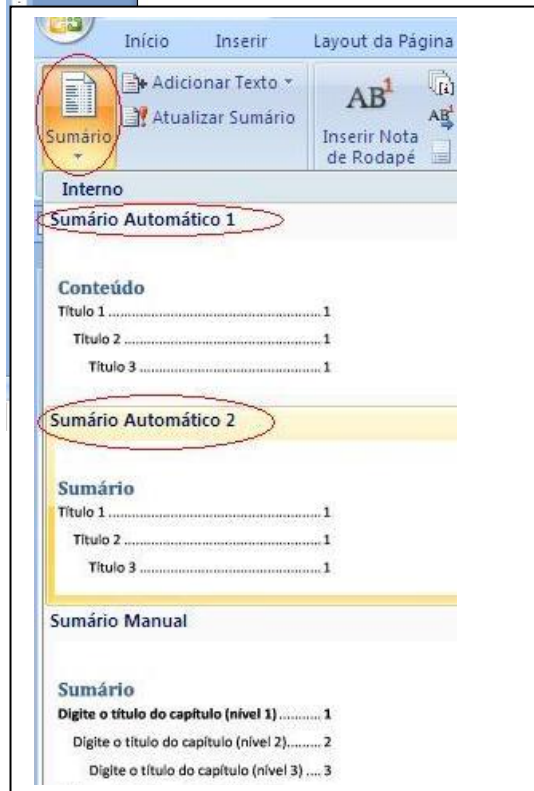 Início Inserir Layout da Página
Sumário
Adicionar Texto
Atualizar Sumário
AB¹
Inserir Nota de Rodapé
[i]
AB
Interno
Sumário Automático 1
Conteúdo
Título 1 ........................................................ 1
Título 2 .................................................... 1
Título 3 ................................................ 1
Sumário Automático 2
Sumário
Título 1 ........................................................ 1
Título 2 .................................................... 1
Título 3 ................................................ 1
Sumário Manual
Sumário
Digite o título do capítulo (nível 1) ........... 1
Digite o título do capítulo (nível 2)......... 2
Digite o título do capítulo (nível 3) .... 3